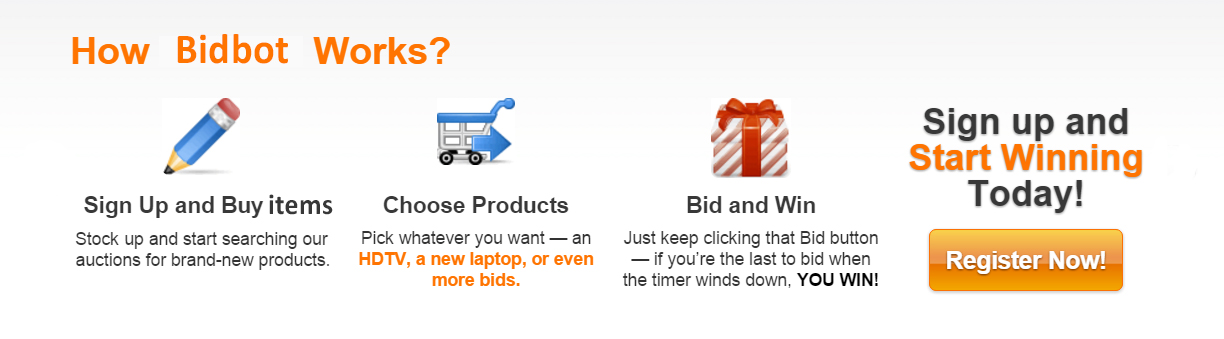 How Bidbot Works?
Sign Up and Buy items
Stock up and start searching our
auctions for brand-new products.
Choose Products
Pick whatever you want — an
HDTV, a new laptop, or even
more bids.
Bid and Win
Just keep clicking that Bid button
— if you're the last to bid when
the timer winds down, YOU WIN!
Sign up and
Start Winning
Today!
Register Now!